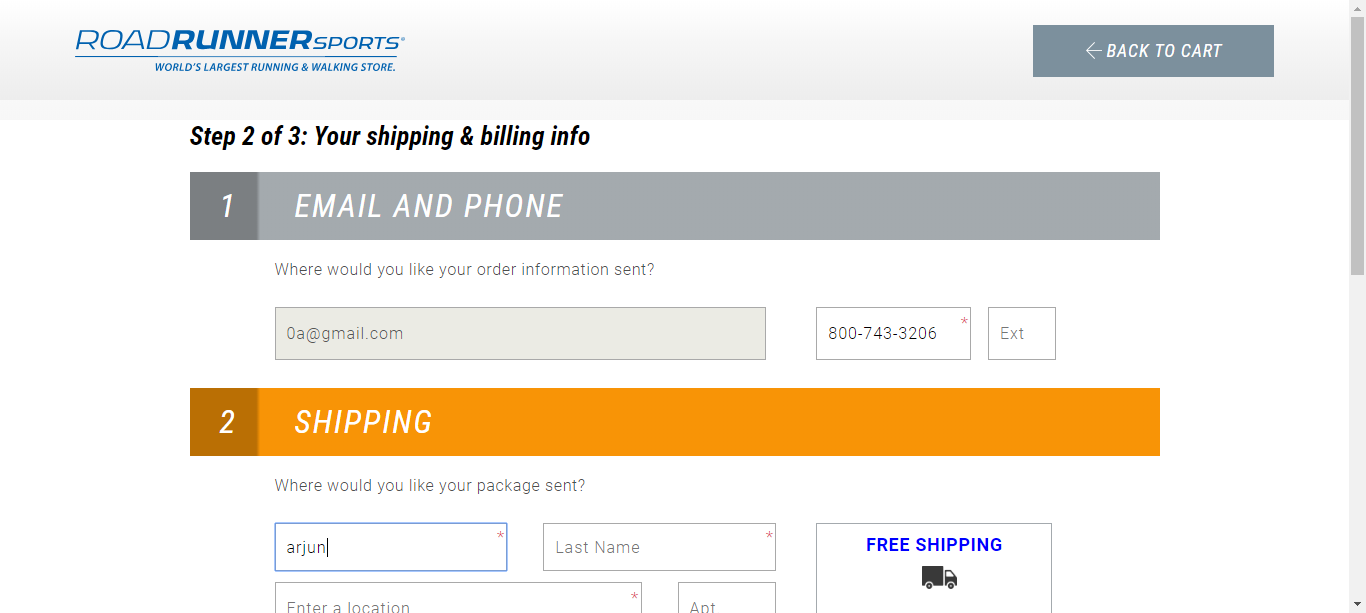 ROADRUNNERSPORTS®
WORLD'S LARGEST RUNNING & WALKING STORE.
BACK TO CART
Step 2 of 3: Your shipping & billing info
1 EMAIL AND PHONE
Where would you like your order information sent?
0a@gmail.com 800-743-3206 * Ext
2 SHIPPING
Where would you like your package sent?
arjun * Last Name * FREE SHIPPING
Enter a location * Apt